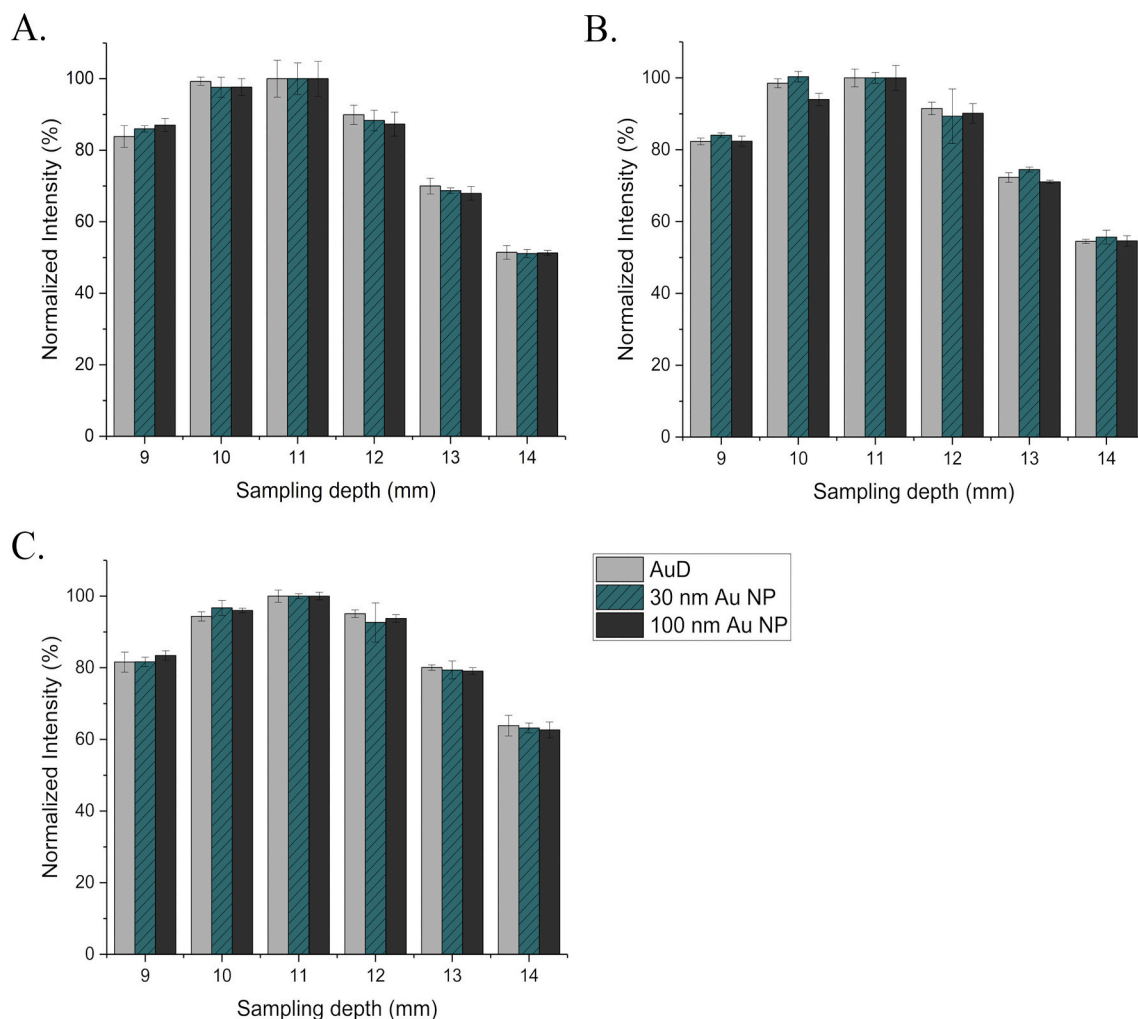 A.
Normalized Intensity (%)
100
80
60
40
20
0
9 10 11 12 13 14
Sampling depth (mm)
B.
Normalized Intensity (%)
100
80
60
40
20
0
9 10 11 12 13 14
Sampling depth (mm)
C.
Normalized Intensity (%)
100
80
60
40
20
0
9 10 11 12 13 14
Sampling depth (mm)
AuD
30 nm Au NP
100 nm Au NP